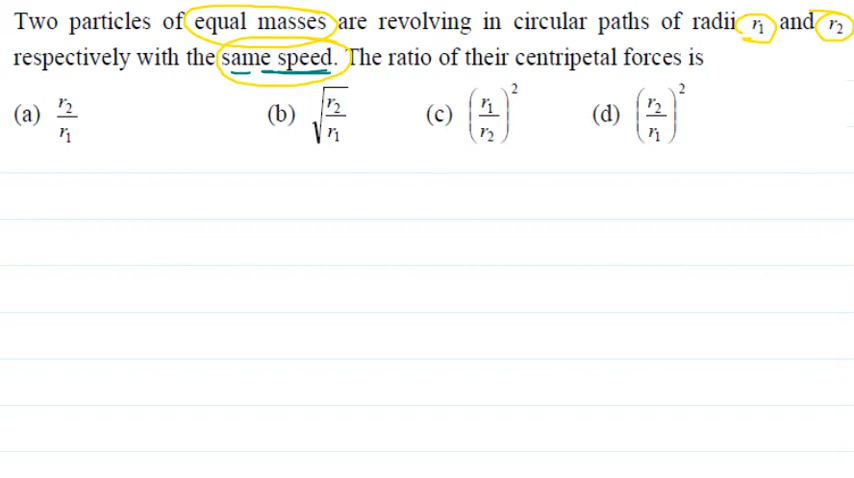 Two particles of equal masses are revolving in circular paths of radii r₁ and r₂
respectively with the same speed. The ratio of their centripetal forces is
(a) r₂/r₁ (b) √(r₂/r₁) (c) (r₁/r₂)² (d) (r₂/r₁)²